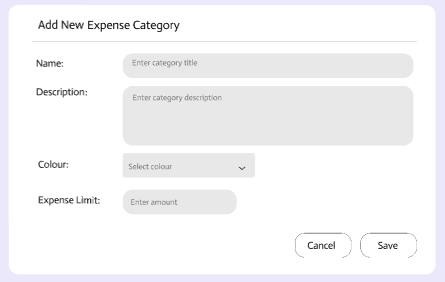 Add New Expense Category
Name:
Enter category title
Description:
Enter category description
Colour:
Select colour
Expense Limit:
Enter amount
Cancel
Save